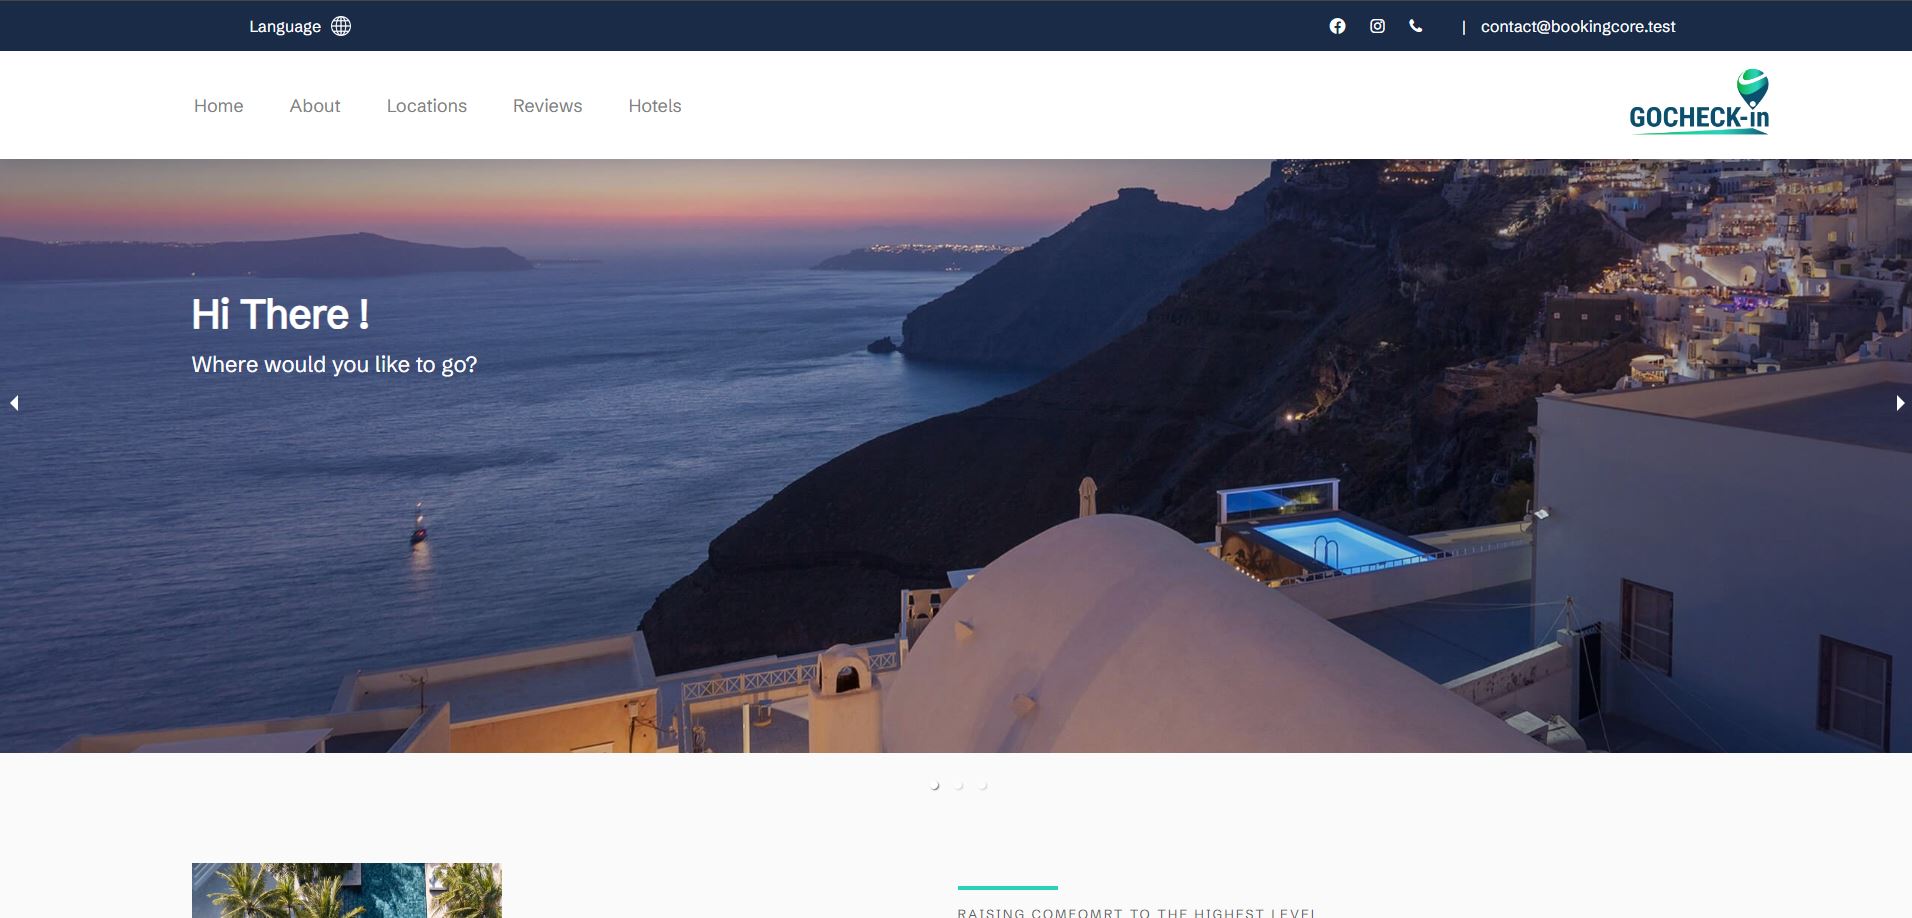 Language
| contact@bookingcore.test
Home About Locations Reviews Hotels
GOCHECK-in
Hi There !
Where would you like to go?
RAISING COMFOMRT TO THE HIGHEST LEVEL